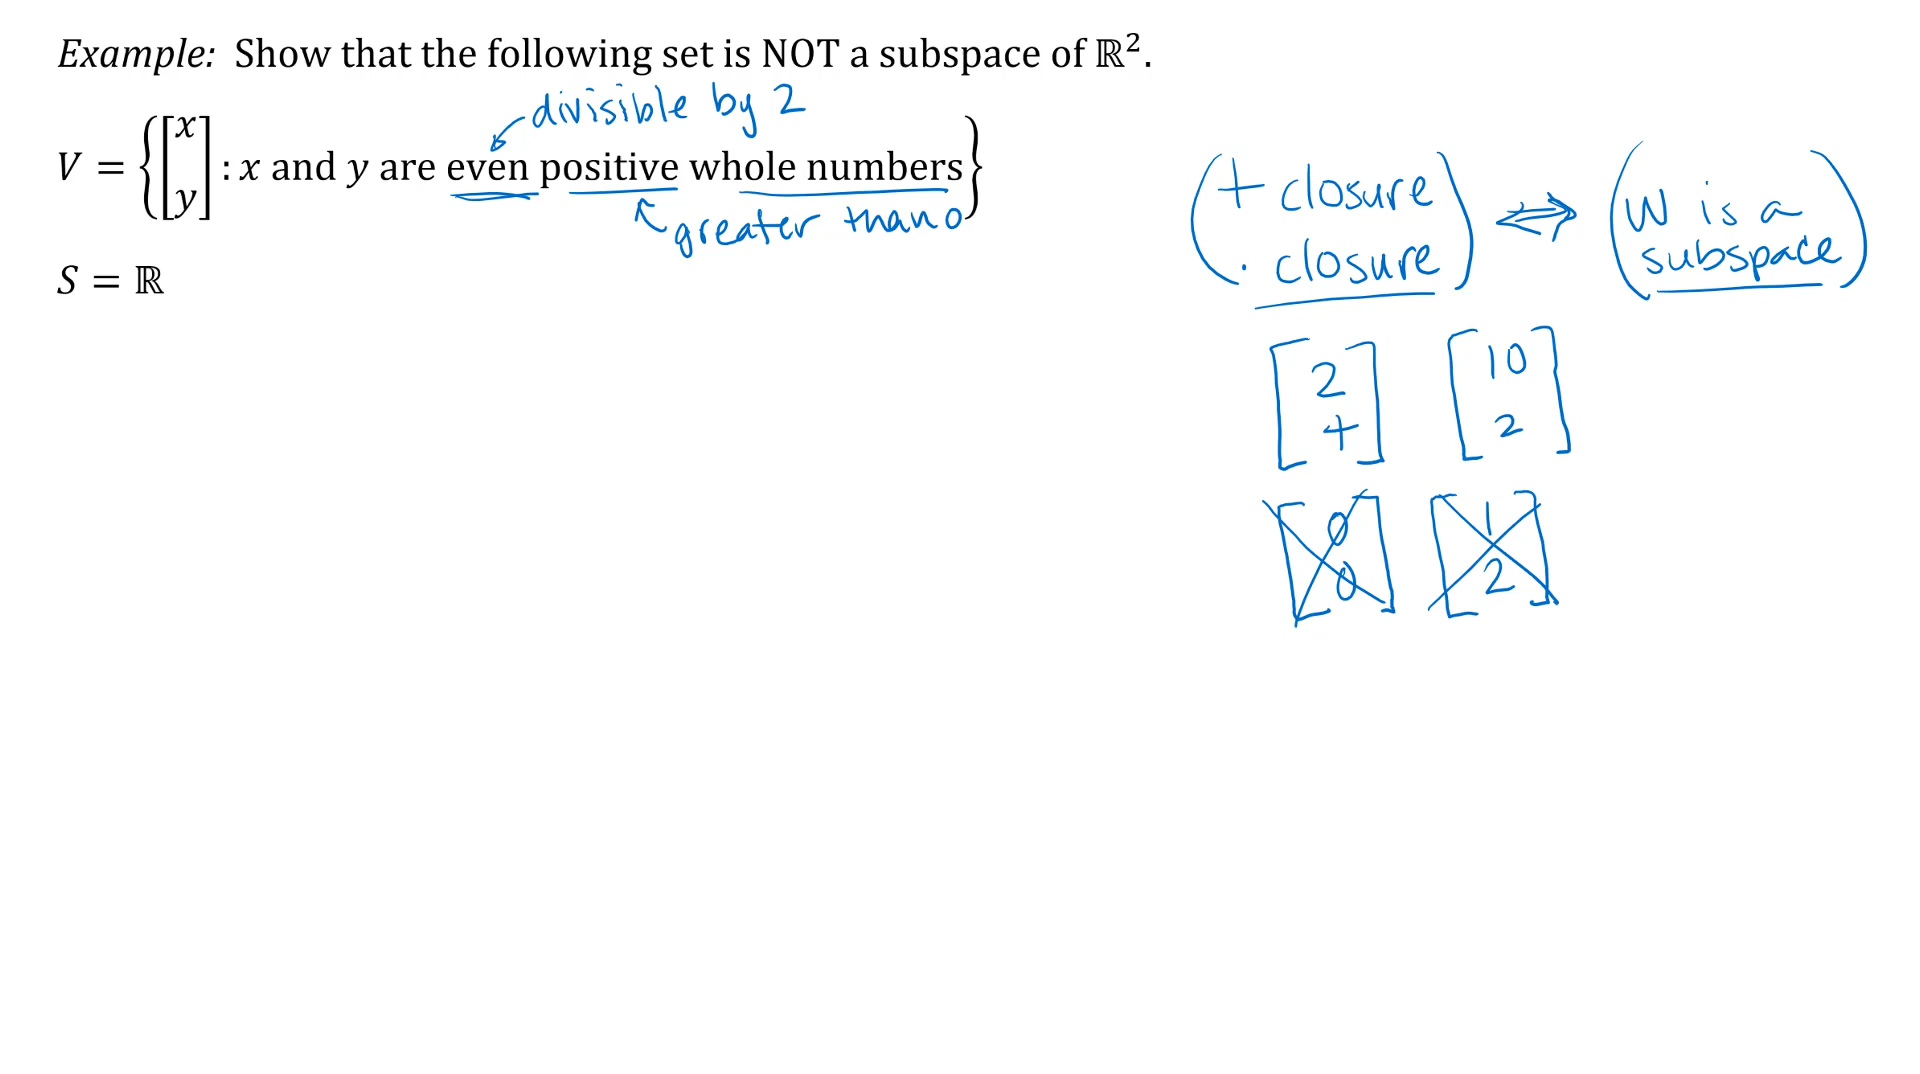 Example: Show that the following set is NOT a subspace of ℝ².
divisible by 2
V = {[x y] : x and y are even positive whole numbers}
greater than 0
S = ℝ
(+ closure · closure) ⟺ (W is a subspace)
[2 4] [10 2]
[0 0] [1 2]